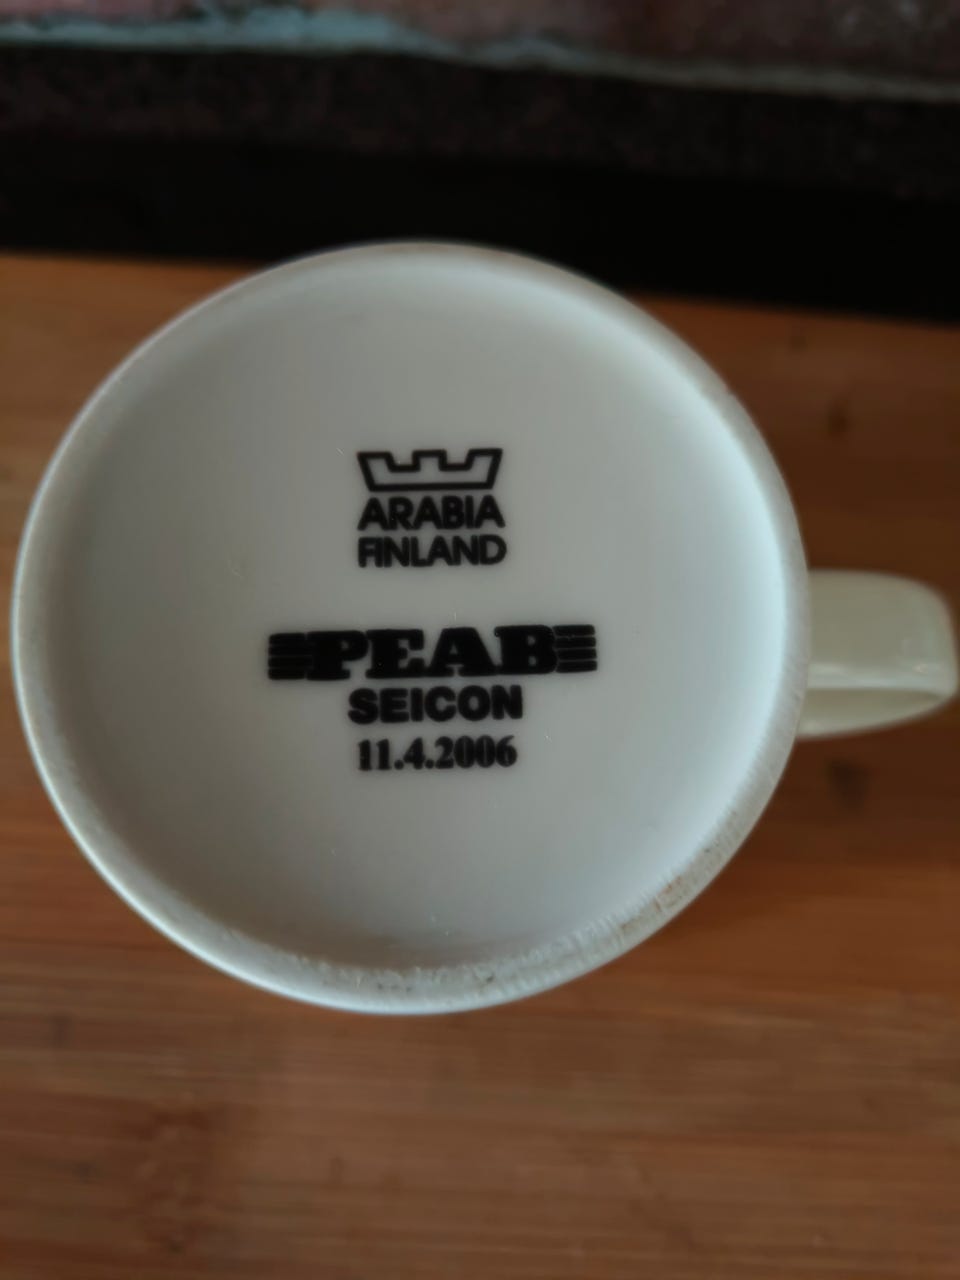 ARABIA
FINLAND
PEAB
SEICON
11.4.2006